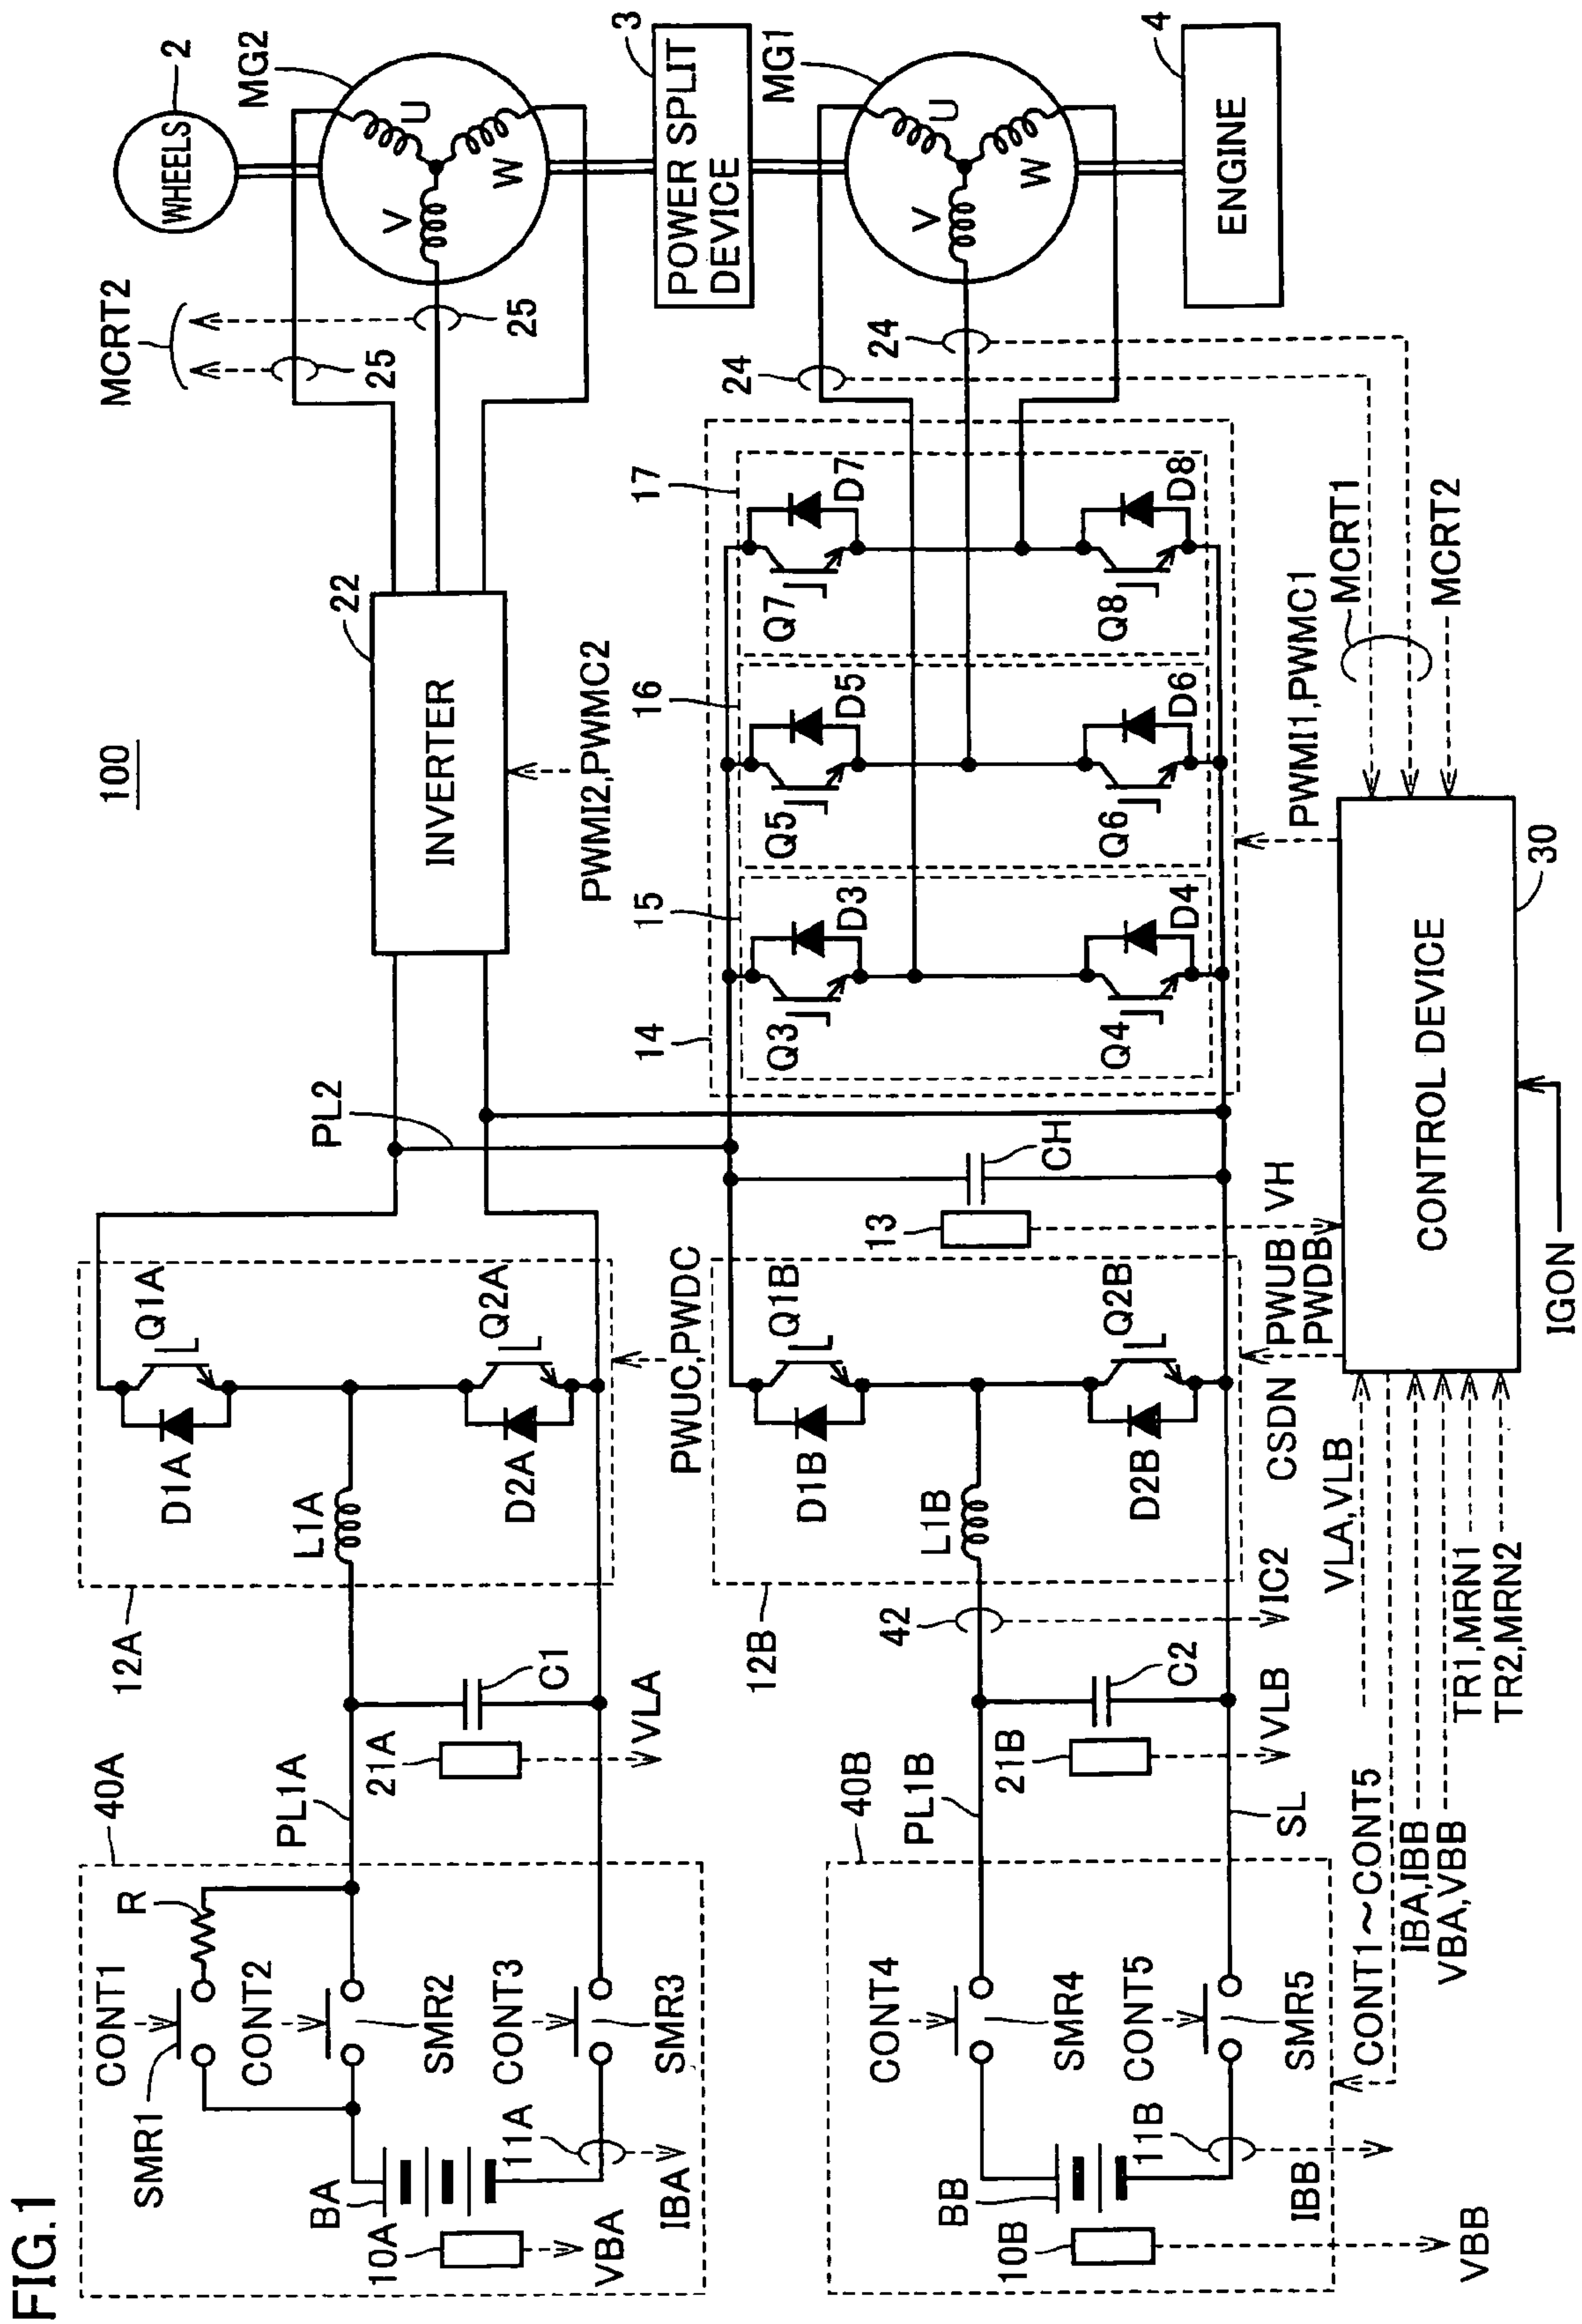 FIG.1
100
40A
SMR1
CONT1
R
CONT2
SMR2
CONT3
SMR3
BA
10A
11A
VBA
IBA
PL1A
21A
C1
VLA
12A
L1A
D1A
Q1A
D2A
Q2A
PWUC,PWDC
PL2
22
INVERTER
PWMI2,PWMC2
MCRT2
25
25
MG2
U
V
W
2
WHEELS
3
POWER SPLIT
DEVICE
MG1
U
V
W
4
ENGINE
24
24
40B
CONT4
SMR4
CONT5
SMR5
BB
10B
11B
IBB
VBB
PL1B
21B
C2
VLB
SL
42
IC2
12B
L1B
D1B
Q1B
D2B
Q2B
CSDN
PWUB
PWDB
13
CH
VH
14
15
Q3
D3
Q4
D4
16
Q5
D5
Q6
D6
17
Q7
D7
Q8
D8
PWMI1,PWMC1
MCRT1
MCRT2
CONTROL DEVICE
30
IGON
VLA,VLB
CONT1~CONT5
IBA,IBB
VBA,VBB
TR1,MRN1
TR2,MRN2